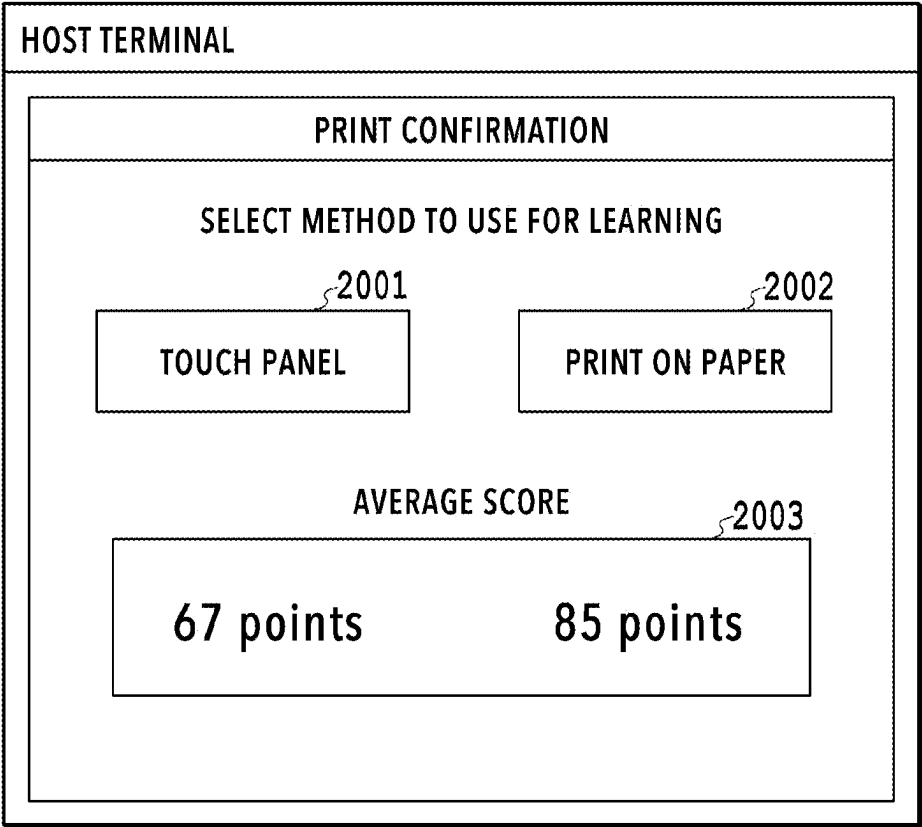 HOST TERMINAL
PRINT CONFIRMATION
SELECT METHOD TO USE FOR LEARNING
2001 2002
TOUCH PANEL PRINT ON PAPER
AVERAGE SCORE
2003
67 points 85 points